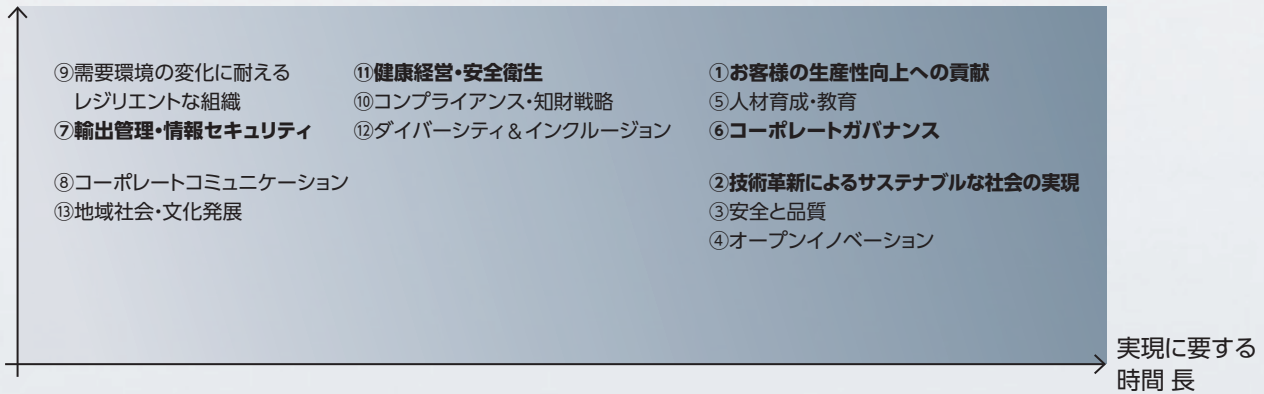 ⑨需要環境の変化に耐える
レジリエントな組織
⑦輸出管理・情報セキュリティ
⑧コーポレートコミュニケーション
⑬地域社会・文化発展
⑪健康経営・安全衛生
⑩コンプライアンス・知財戦略
⑫ダイバーシティ&インクルージョン
①お客様の生産性向上への貢献
⑤人材育成・教育
⑥コーポレートガバナンス
②技術革新によるサステナブルな社会の実現
③安全と品質
④オープンイノベーション
実現に要する
時間 長